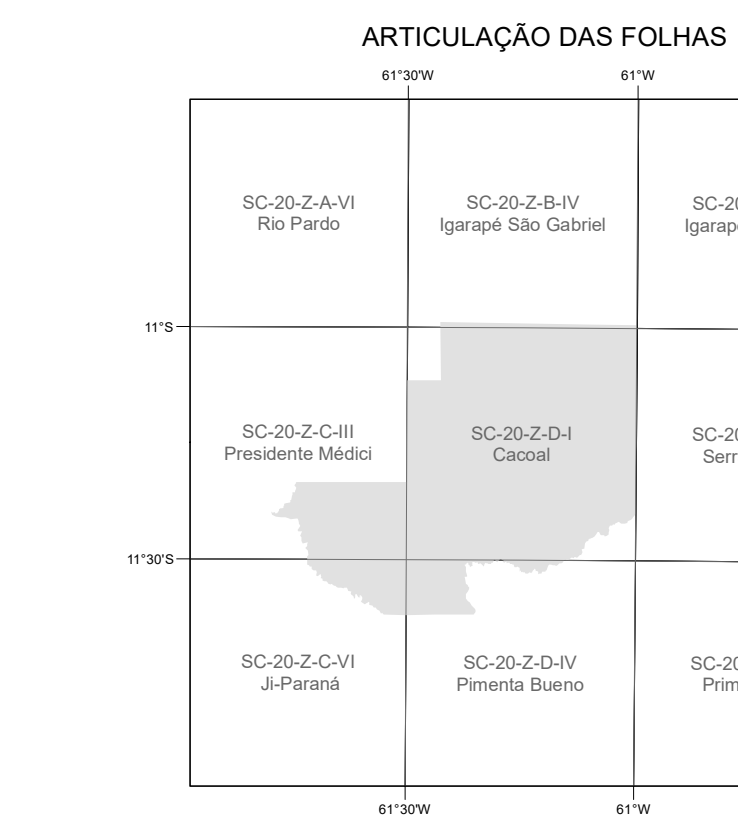 ARTICULAÇÃO DAS FOLHAS
61°30'W 61°W
SC-20-Z-A-VI
Rio Pardo
SC-20-Z-B-IV
Igarapé São Gabriel
11°S
SC-20-Z-C-III
Presidente Médici
SC-20-Z-D-I
Cacoal
11°30'S
SC-20-Z-C-VI
Ji-Paraná
SC-20-Z-D-IV
Pimenta Bueno
61°30'W 61°W